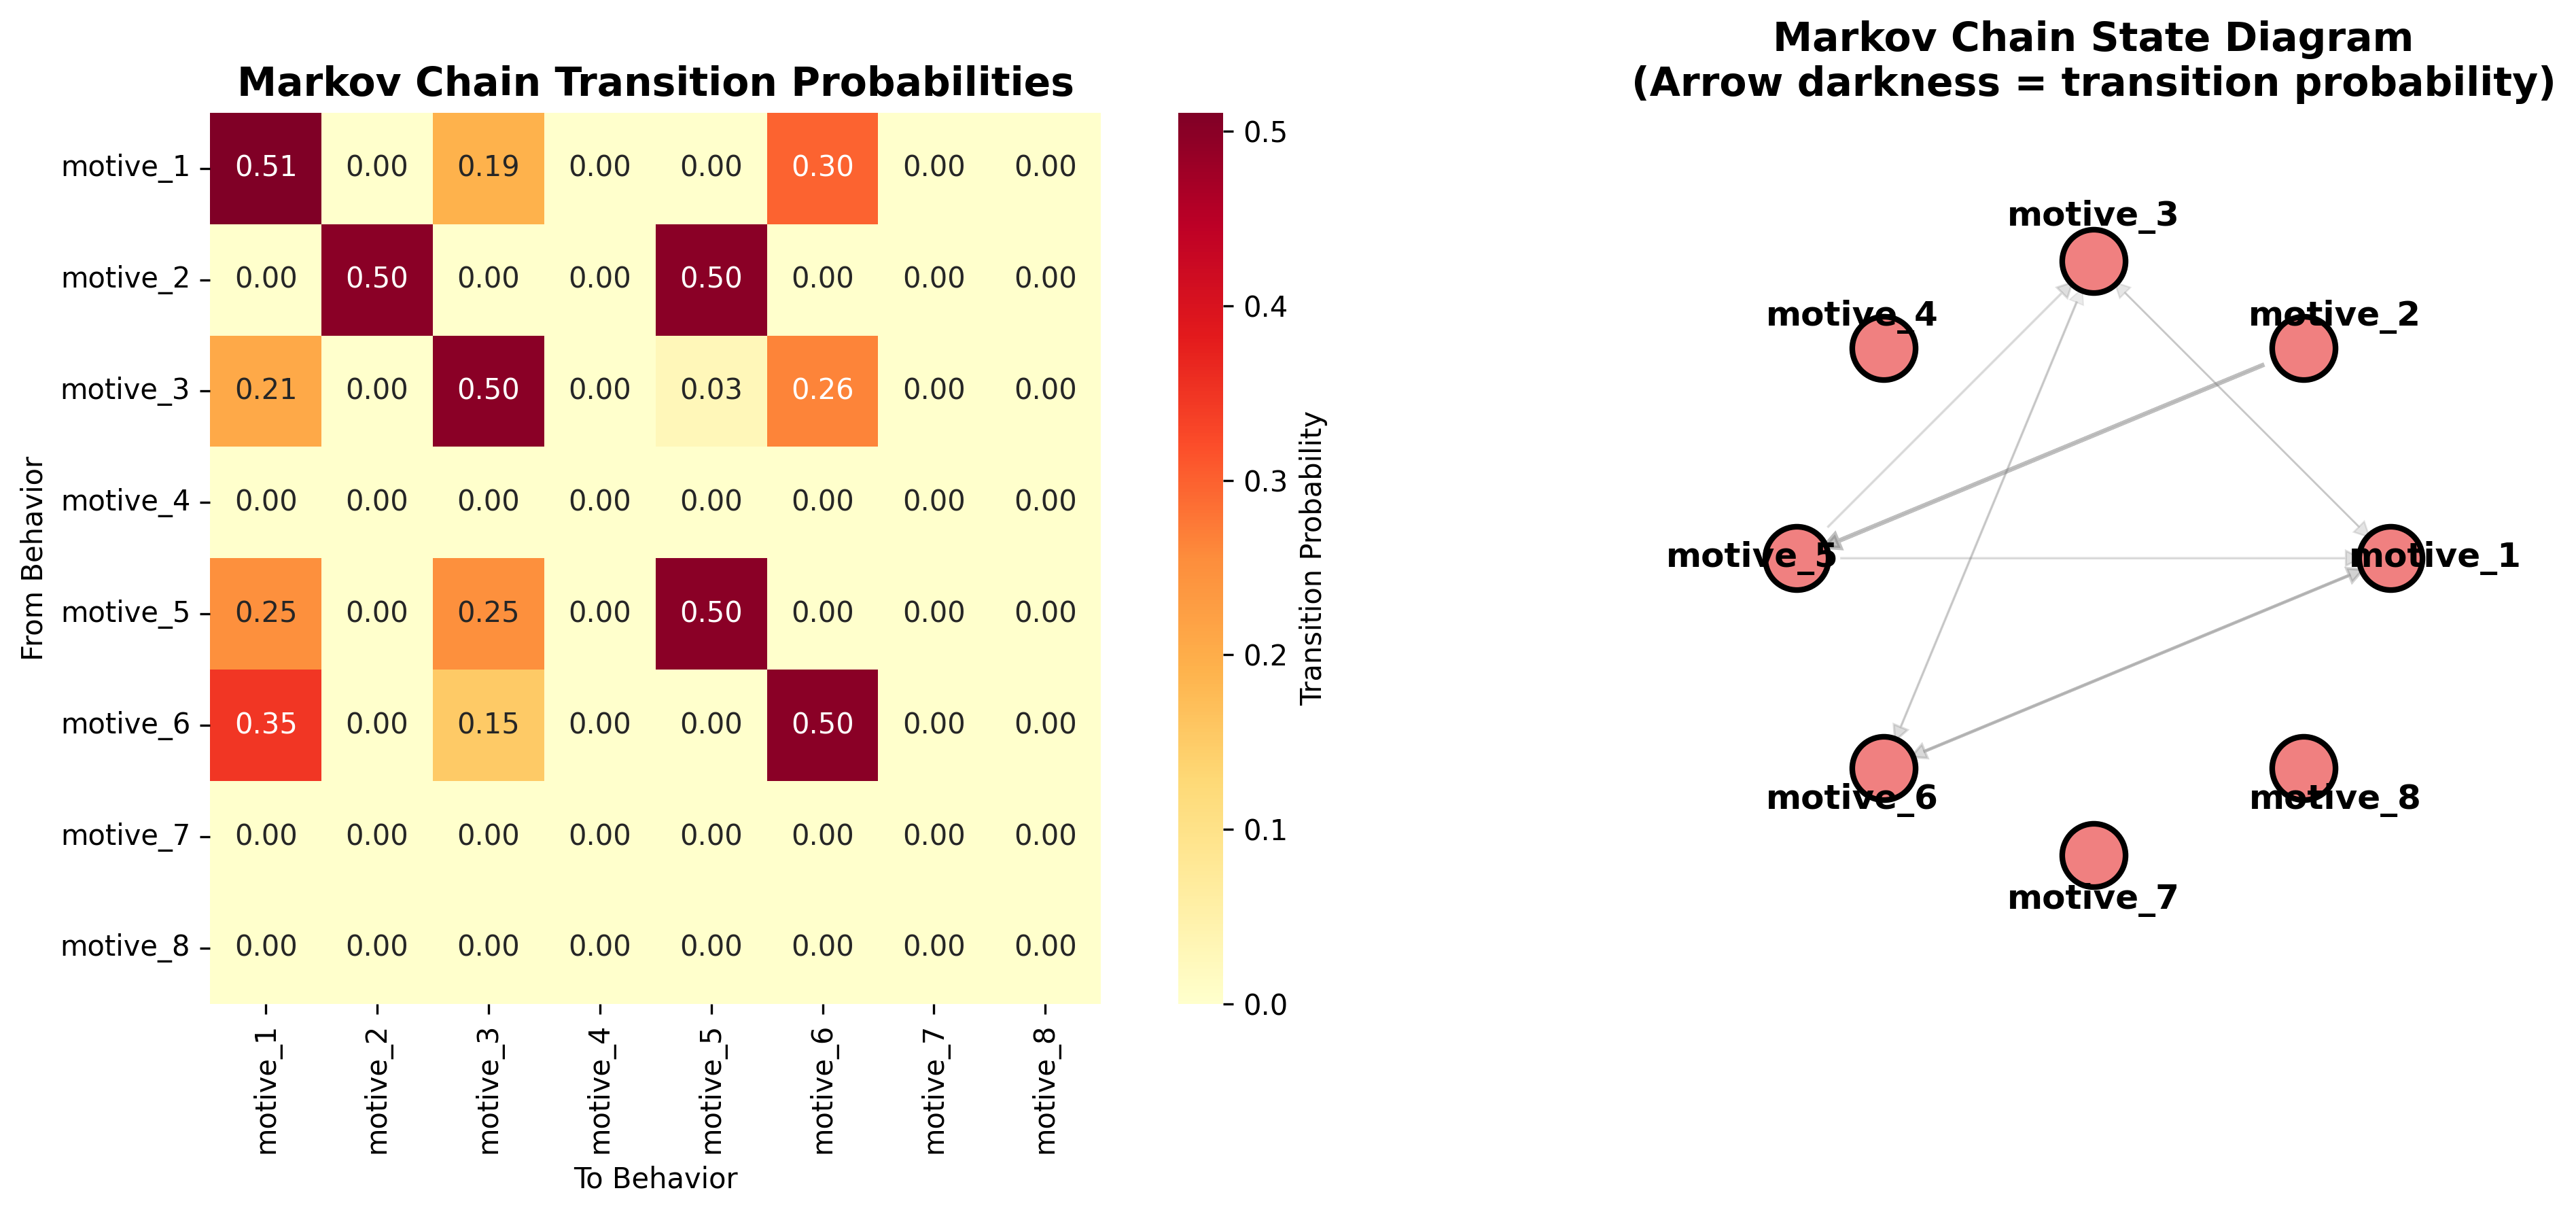 Markov Chain Transition Probabilities
From Behavior
motive_1 0.51 0.00 0.19 0.00 0.00 0.30 0.00 0.00
motive_2 0.00 0.50 0.00 0.00 0.50 0.00 0.00 0.00
motive_3 0.21 0.00 0.50 0.00 0.03 0.26 0.00 0.00
motive_4 0.00 0.00 0.00 0.00 0.00 0.00 0.00 0.00
motive_5 0.25 0.00 0.25 0.00 0.50 0.00 0.00 0.00
motive_6 0.35 0.00 0.15 0.00 0.00 0.50 0.00 0.00
motive_7 0.00 0.00 0.00 0.00 0.00 0.00 0.00 0.00
motive_8 0.00 0.00 0.00 0.00 0.00 0.00 0.00 0.00
motive_1 motive_2 motive_3 motive_4 motive_5 motive_6 motive_7 motive_8
To Behavior
0.5
0.4
0.3
0.2
0.1
0.0
Transition Probability
Markov Chain State Diagram
(Arrow darkness = transition probability)
motive_3
motive_4 motive_2
motive_5 motive_1
motive_6 motive_8
motive_7